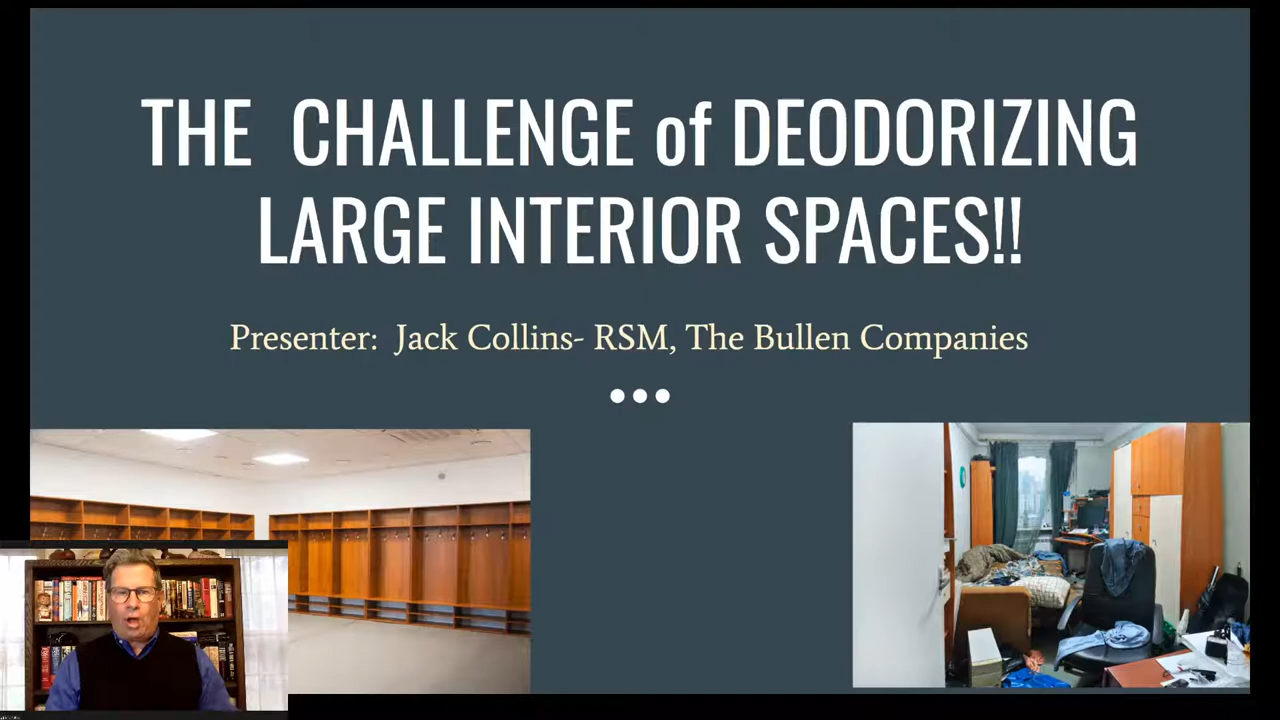 THE CHALLENGE of DEODORIZING
LARGE INTERIOR SPACES!!
Presenter: Jack Collins- RSM, The Bullen Companies